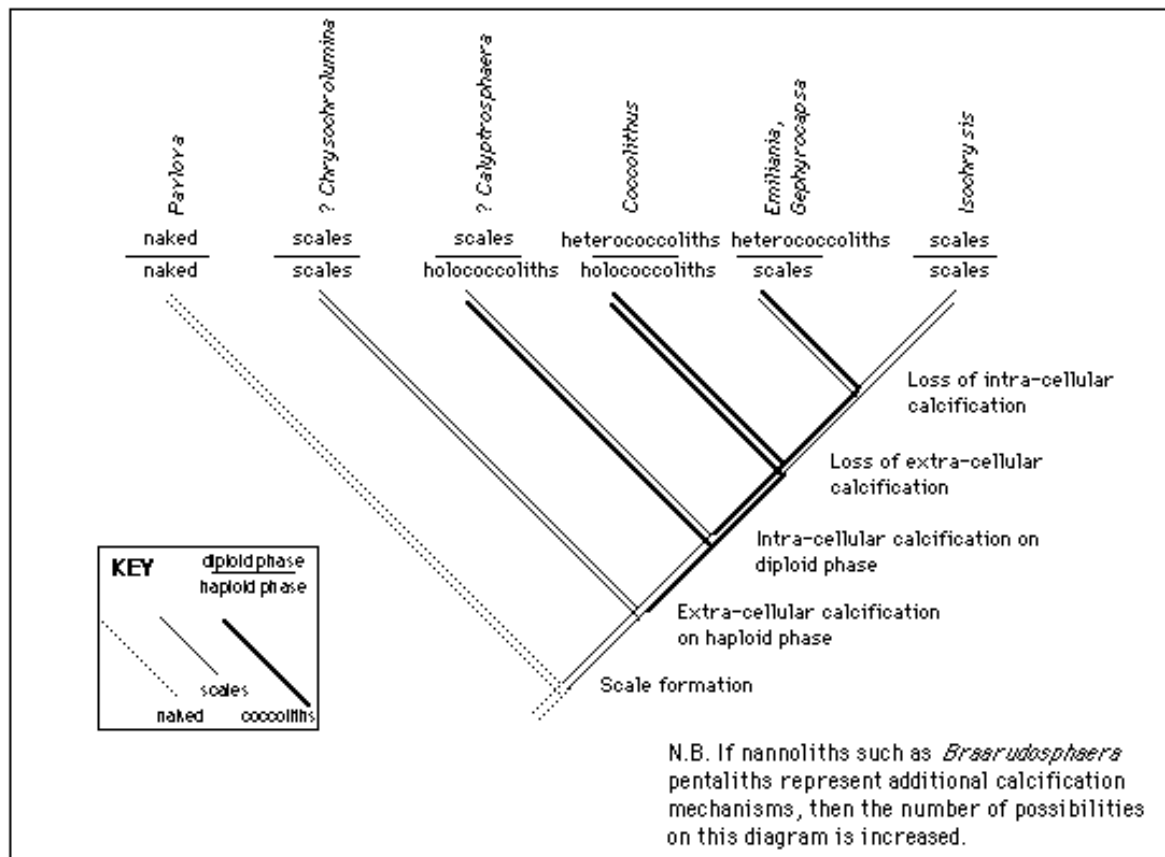 Pavlova
? Chrysochrolumina
? Calyptrosphaera
Coccolithus
Emiliania,
Gephyrocapsa
Isochrysis
naked
naked
scales
scales
scales
holococcoliths
heterococcoliths
holococcoliths
heterococcoliths
scales
scales
scales
Loss of intra-cellular
calcification
Loss of extra-cellular
calcification
Intra-cellular calcification on
diploid phase
Extra-cellular calcification
on haploid phase
Scale formation
KEY
diploid phase
haploid phase
scales
naked
coccoliths
N.B. If nannoliths such as Braarudosphaera
pentaliths represent additional calcification
mechanisms, then the number of possibilities
on this diagram is increased.